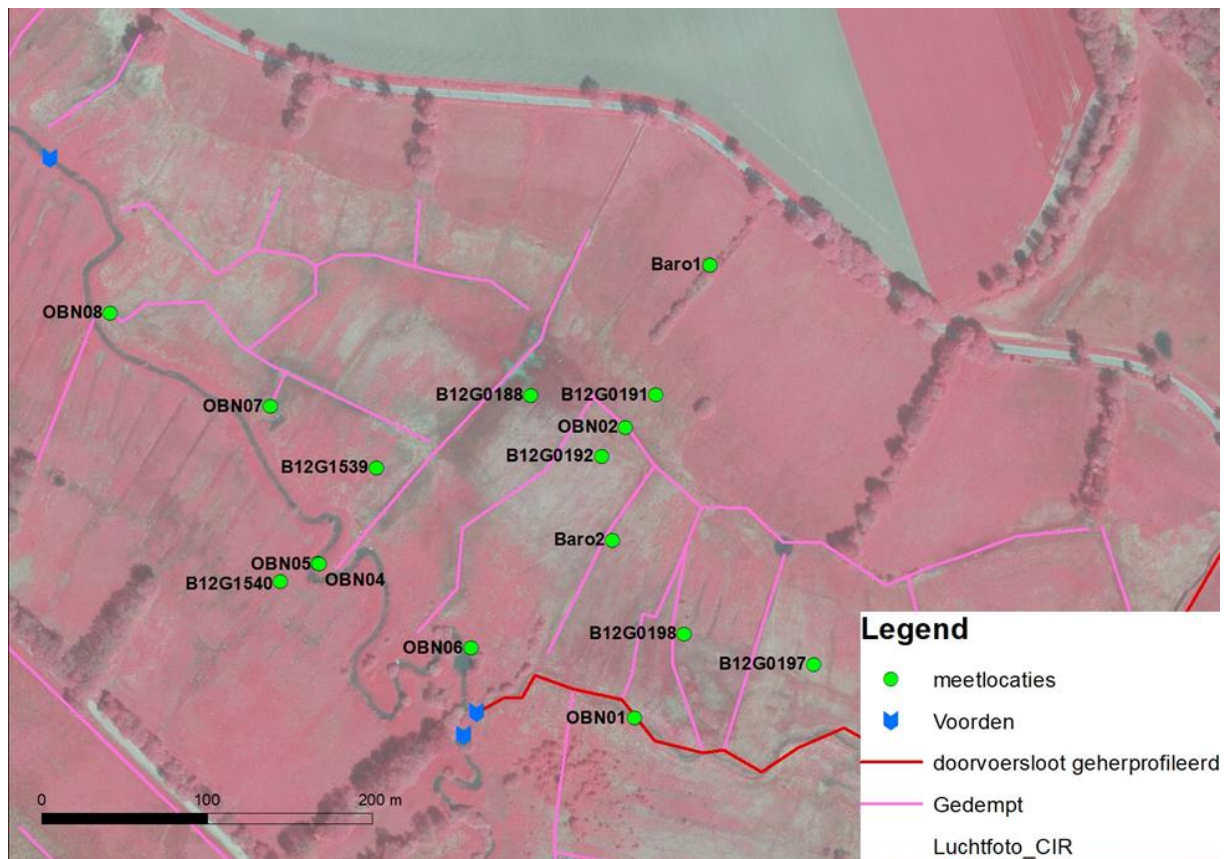 Baro1
OBN08
B12G0188
B12G0191
OBN07
OBN02
B12G0192
B12G1539
Baro2
OBN05
OBN04
B12G1540
B12G0198
OBN06
B12G0197
OBN01
Legend
meetlocaties
Voorden
doorvoersloot geherprofileerd
Gedempt
Luchtfoto_CIR
0 100 200 m